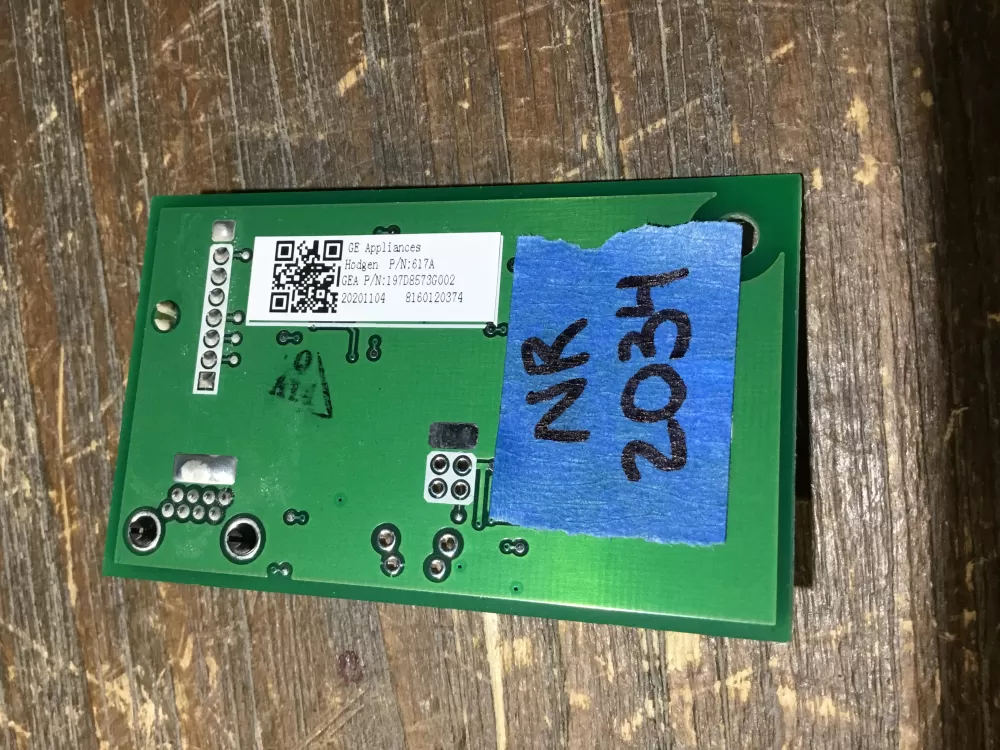 GE Appliances
Hodgen P/N:617A
GEA P/N:197D8573G002
20201104 8160120374
NR
2034